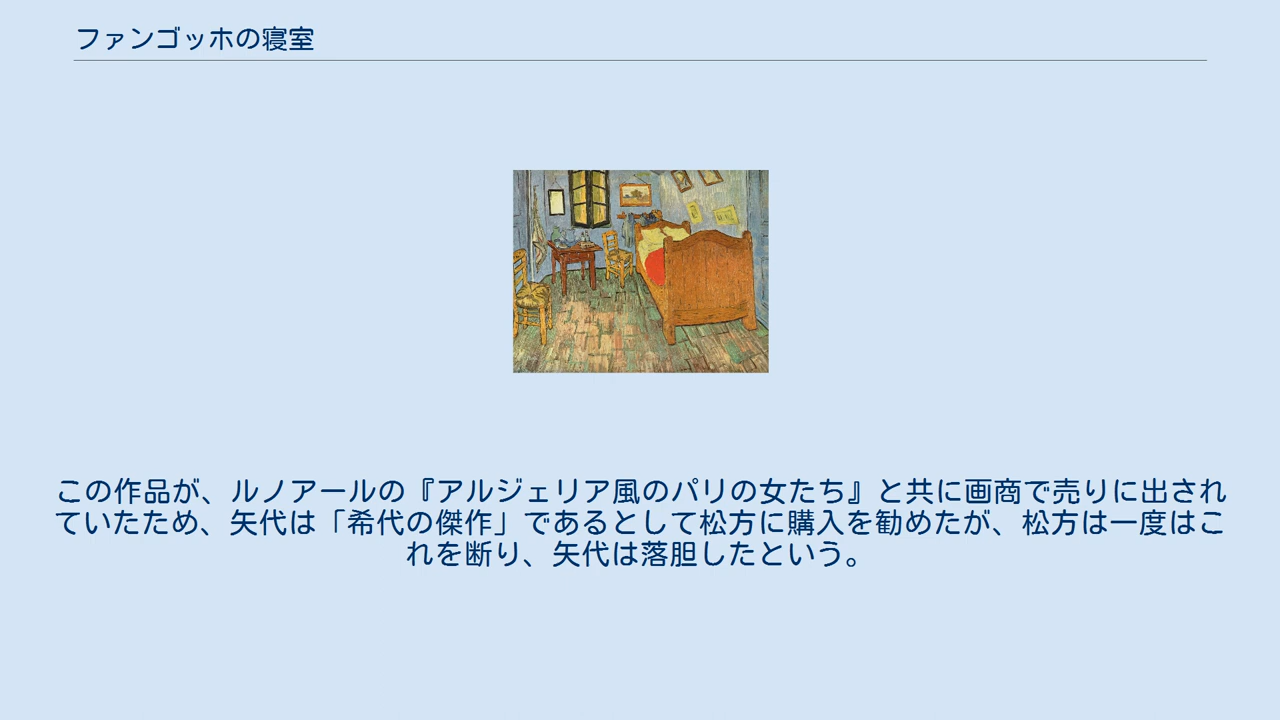 ファンゴッホの寝室
この作品が、ルノアールの『アルジェリア風のパリの女たち』と共に画商で売りに出され
ていたため、矢代は「希代の傑作」であるとして松方に購入を勧めたが、松方は一度はこ
れを断り、矢代は落胆したという。